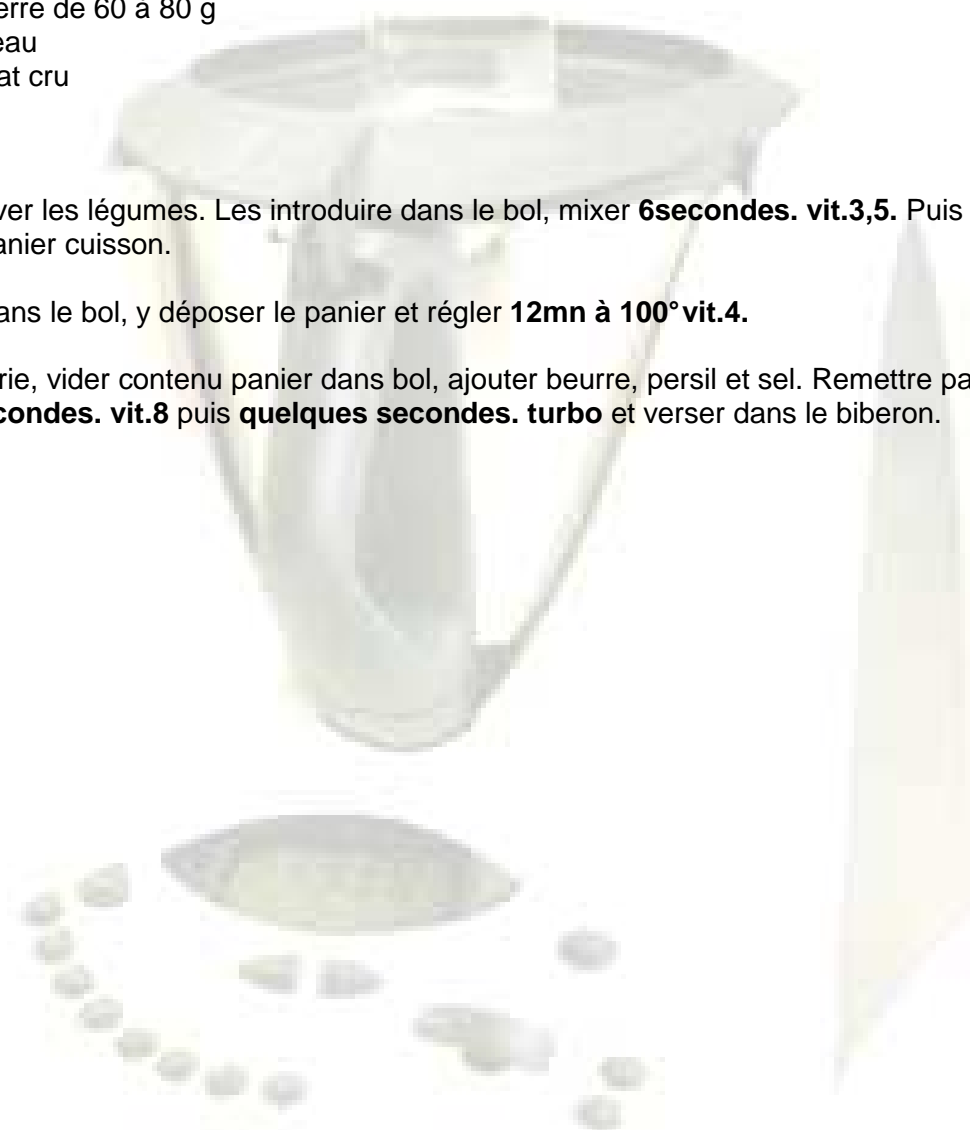 erre de 60 à 80 g
eau
at cru
ver les légumes. Les introduire dans le bol, mixer 6secondes. vit.3,5. Puis
anier cuisson.
ans le bol, y déposer le panier et régler 12mn à 100° vit.4.
rie, vider contenu panier dans bol, ajouter beurre, persil et sel. Remettre pa
condes. vit.8 puis quelques secondes. turbo et verser dans le biberon.